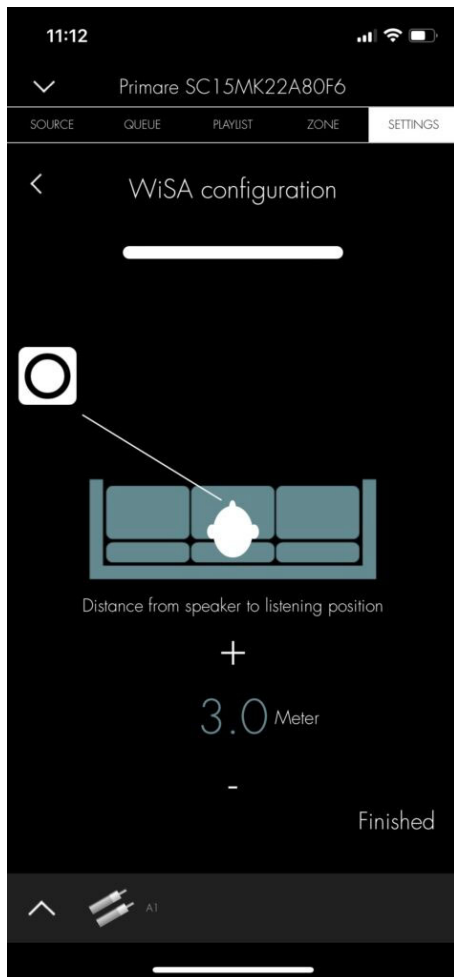 11:12
Primare SC15MK22A80F6
SOURCE QUEUE PLAYLIST ZONE SETTINGS
WiSA configuration
Distance from speaker to listening position
+
3.0 Meter
-
Finished
A1